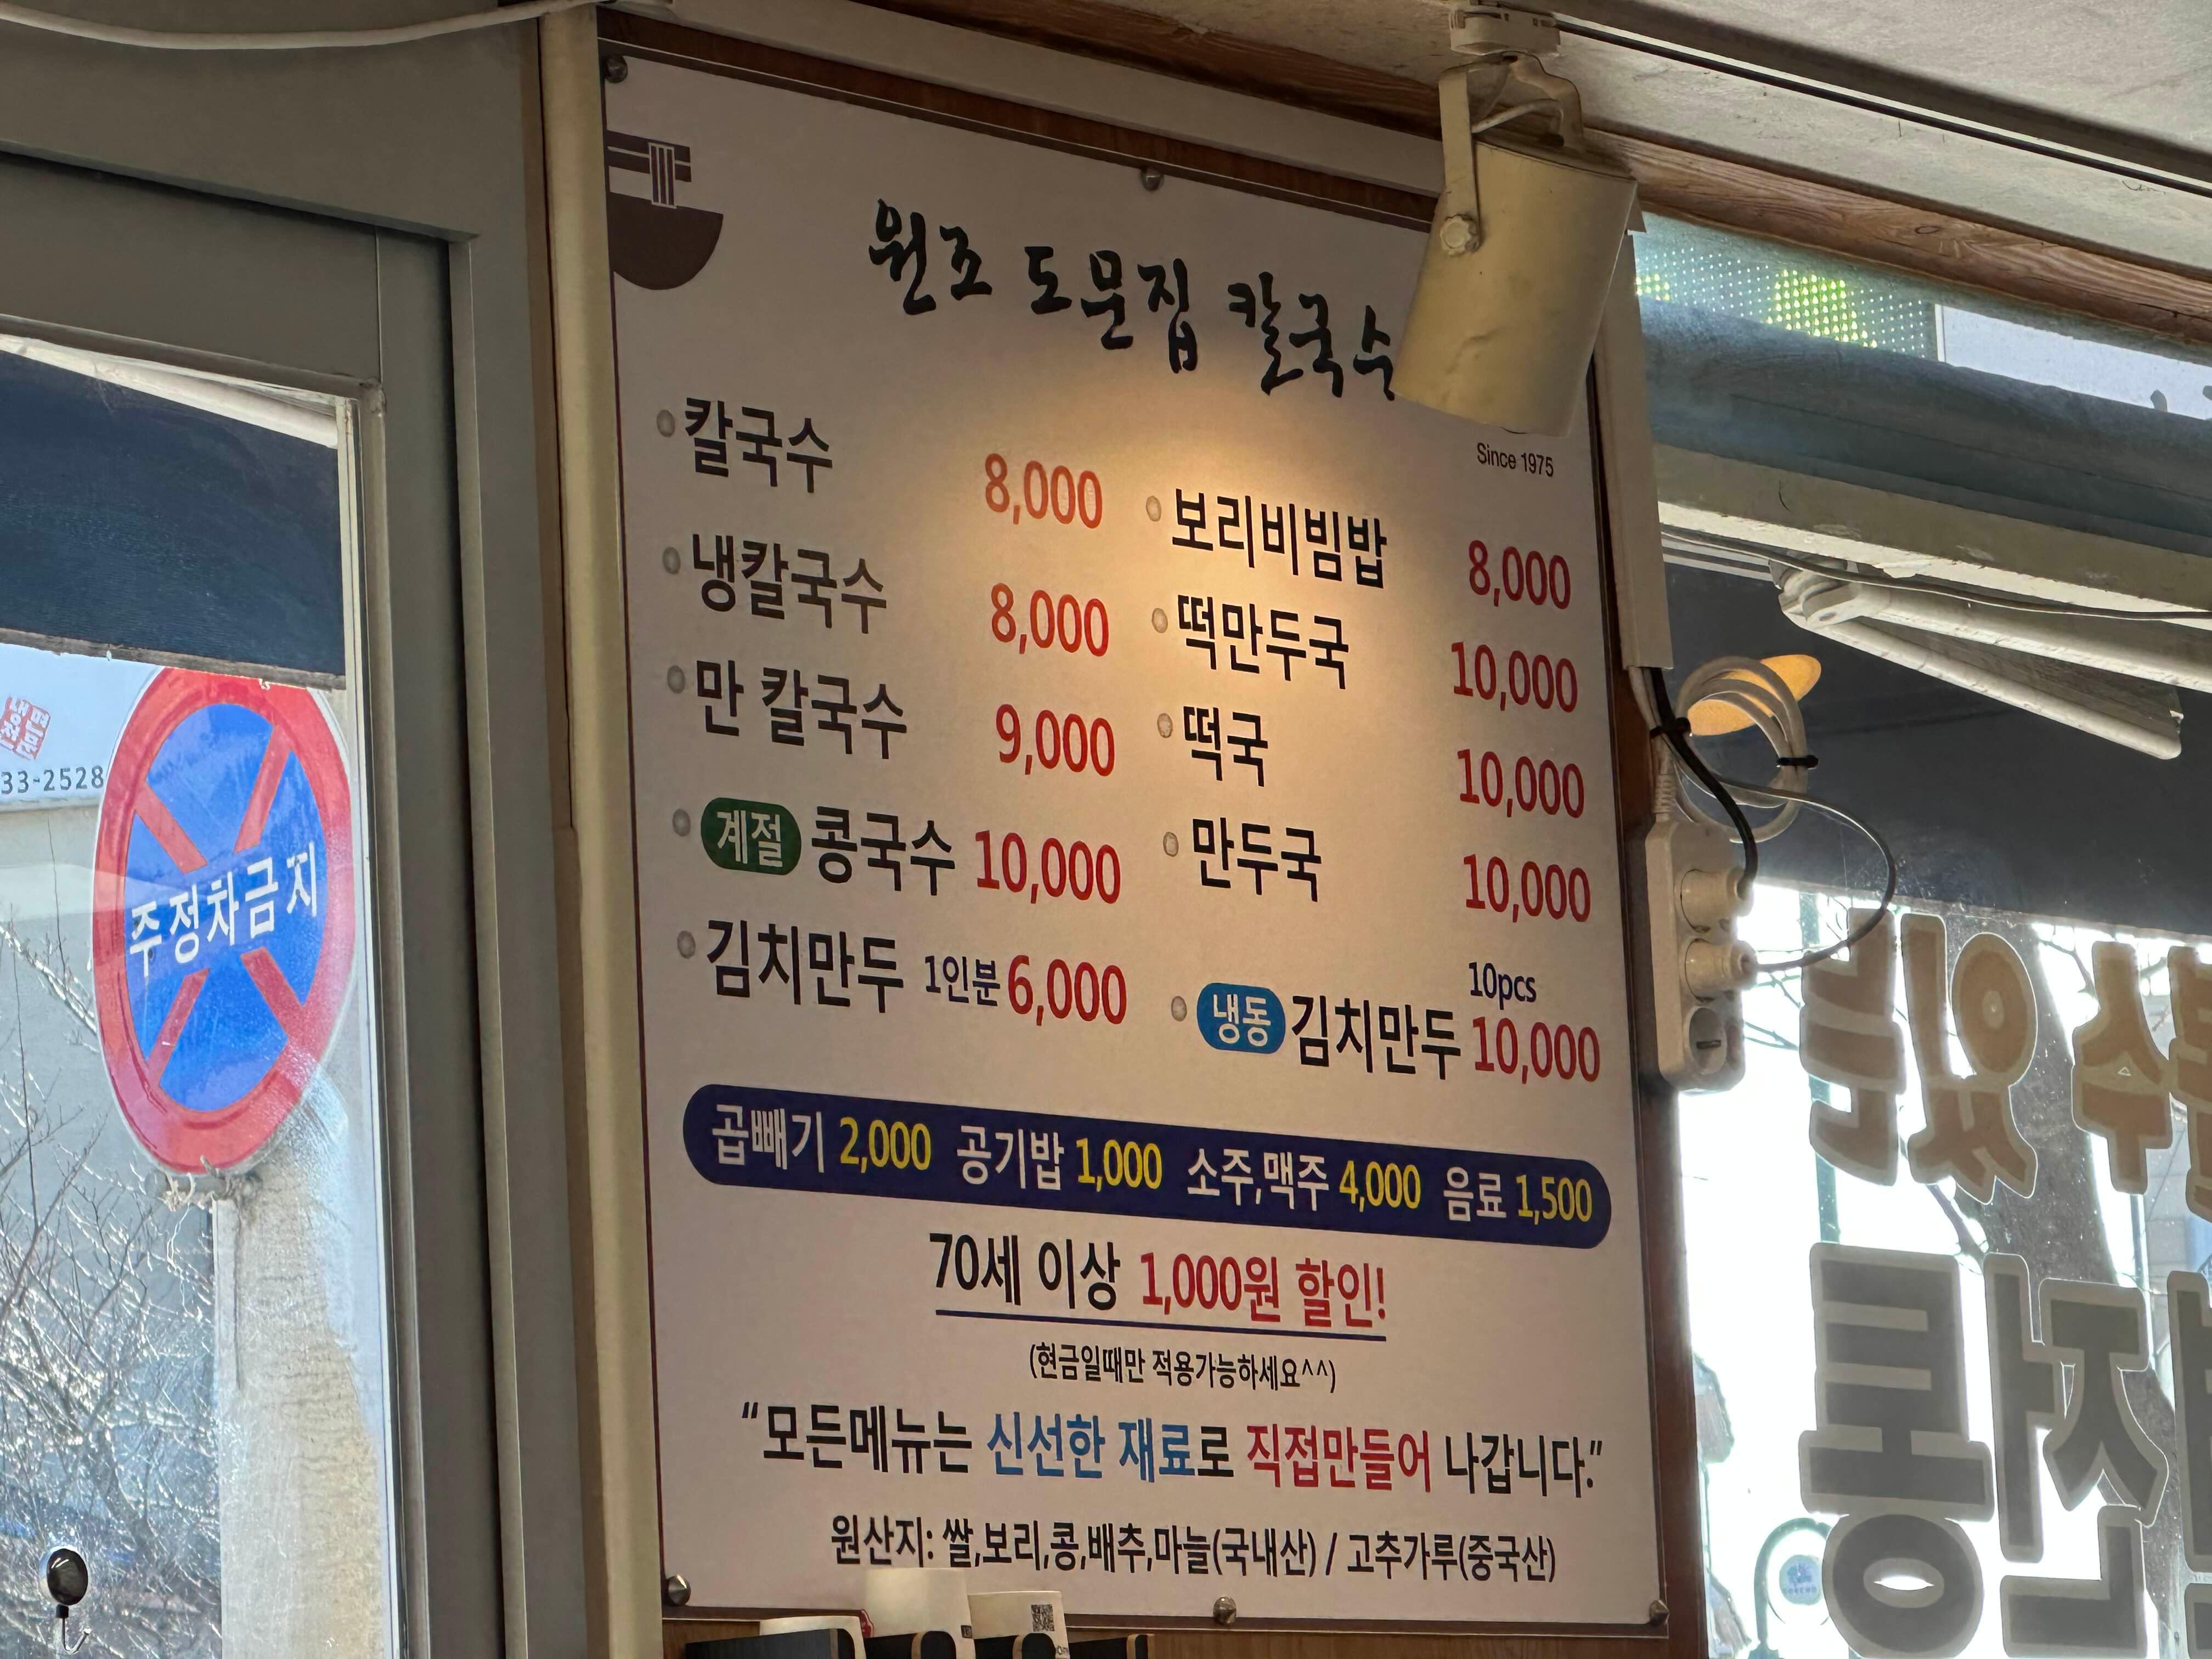 원조 도문집 칼국수
Since 1975
칼국수 8,000
냉칼국수 8,000
만 칼국수 9,000
계절 콩국수 10,000
김치만두 1인분 6,000
보리비빔밥 8,000
떡만두국 10,000
떡국 10,000
만두국 10,000
냉동 김치만두 10pcs 10,000
곱빼기 2,000 공기밥 1,000 소주,맥주 4,000 음료 1,500
70세 이상 1,000원 할인!
(현금일때만 적용가능하세요^^)
“모든메뉴는 신선한 재료로 직접만들어 나갑니다.”
원산지: 쌀,보리,콩,배추,마늘(국내산) / 고추가루(중국산)
33-2528
주정차금지